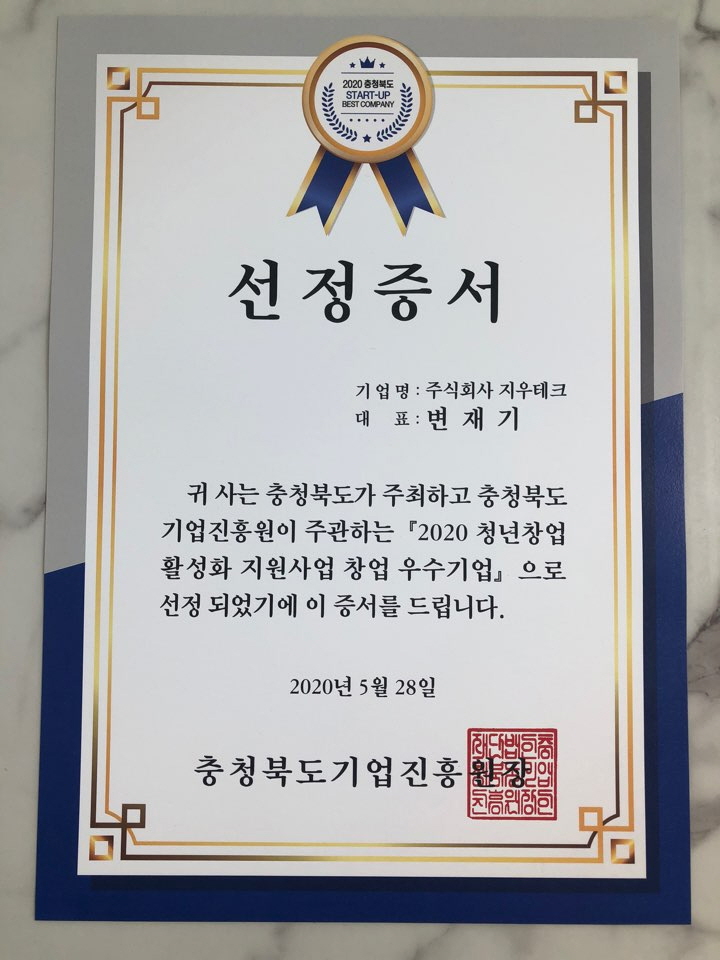 2020 충청북도
START-UP
BEST COMPANY
선정증서
기 업 명 : 주식회사 지우테크
대 표 : 변 재 기
귀 사는 충청북도가 주최하고 충청북도
기업진흥원이 주관하는 『2020 청년창업
활성화 지원사업 창업 우수기업』 으로
선정 되었기에 이 증서를 드립니다.
2020년 5월 28일
충청북도기업진흥원장